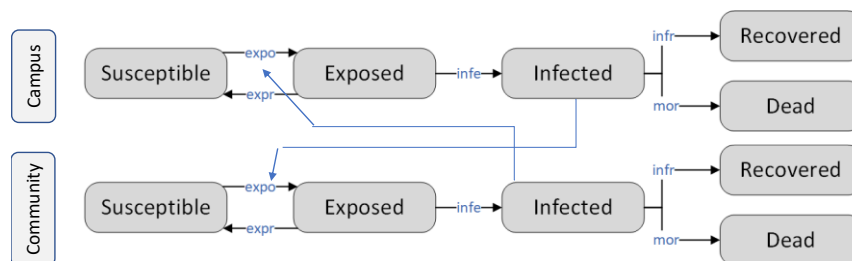 Campus
infr
Recovered
expo
Susceptible
Exposed
infe
Infected
expr
mor
Dead
Community
infr
Recovered
expo
Susceptible
Exposed
infe
Infected
expr
mor
Dead